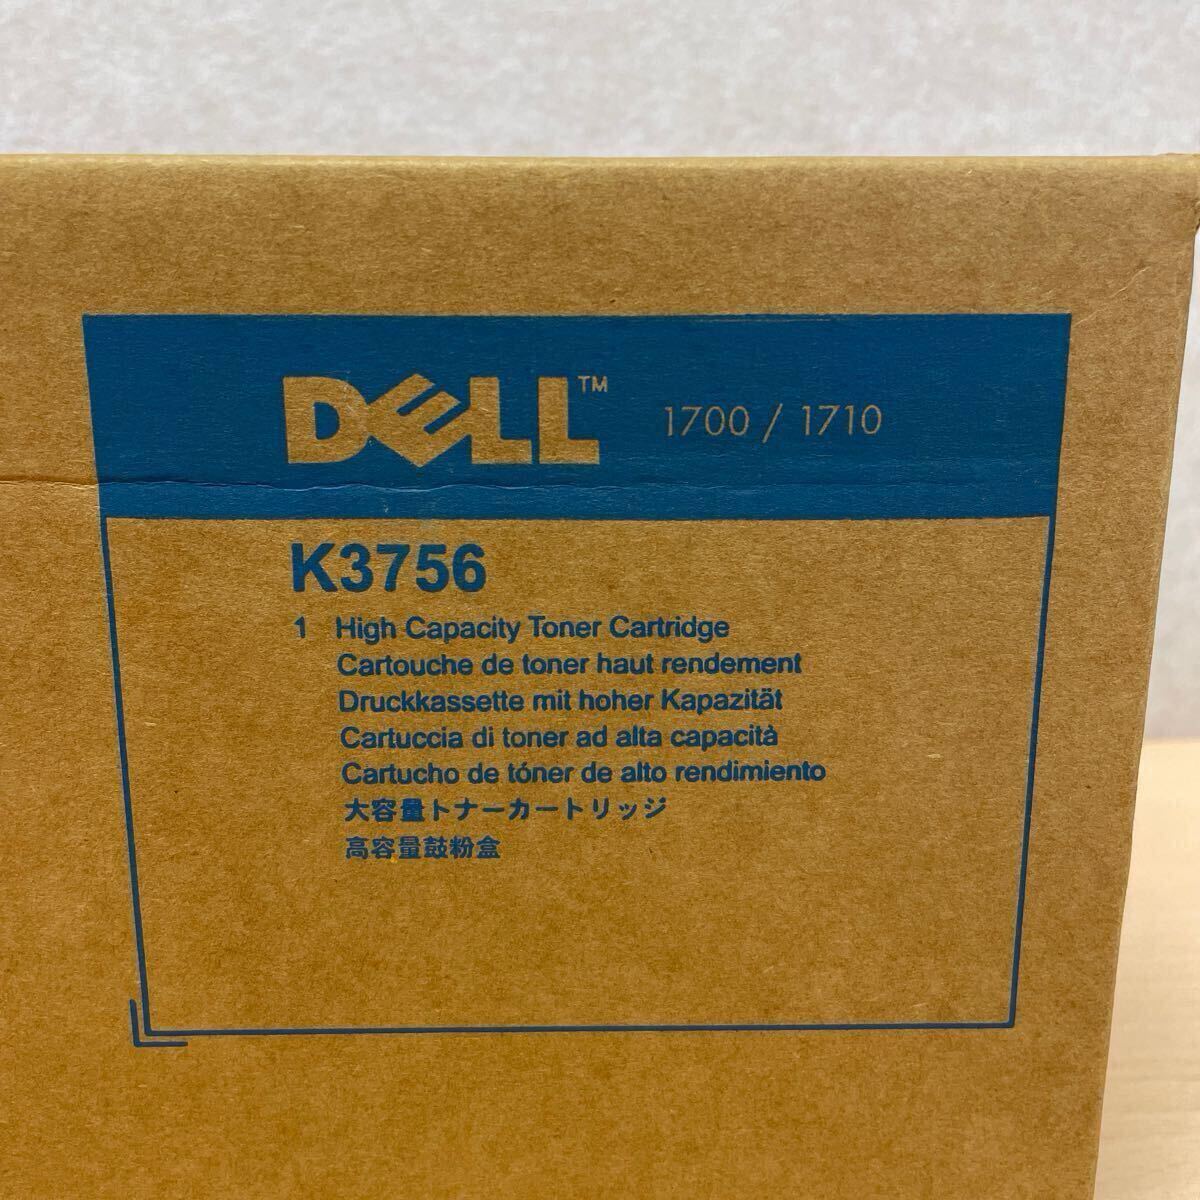 DELL™ 1700 / 1710
K3756
1 High Capacity Toner Cartridge
Cartouche de toner haut rendement
Druckkassette mit hoher Kapazität
Cartuccia di toner ad alta capacità
Cartucho de tóner de alto rendimiento
大容量トナーカートリッジ
高容量鼓粉盒